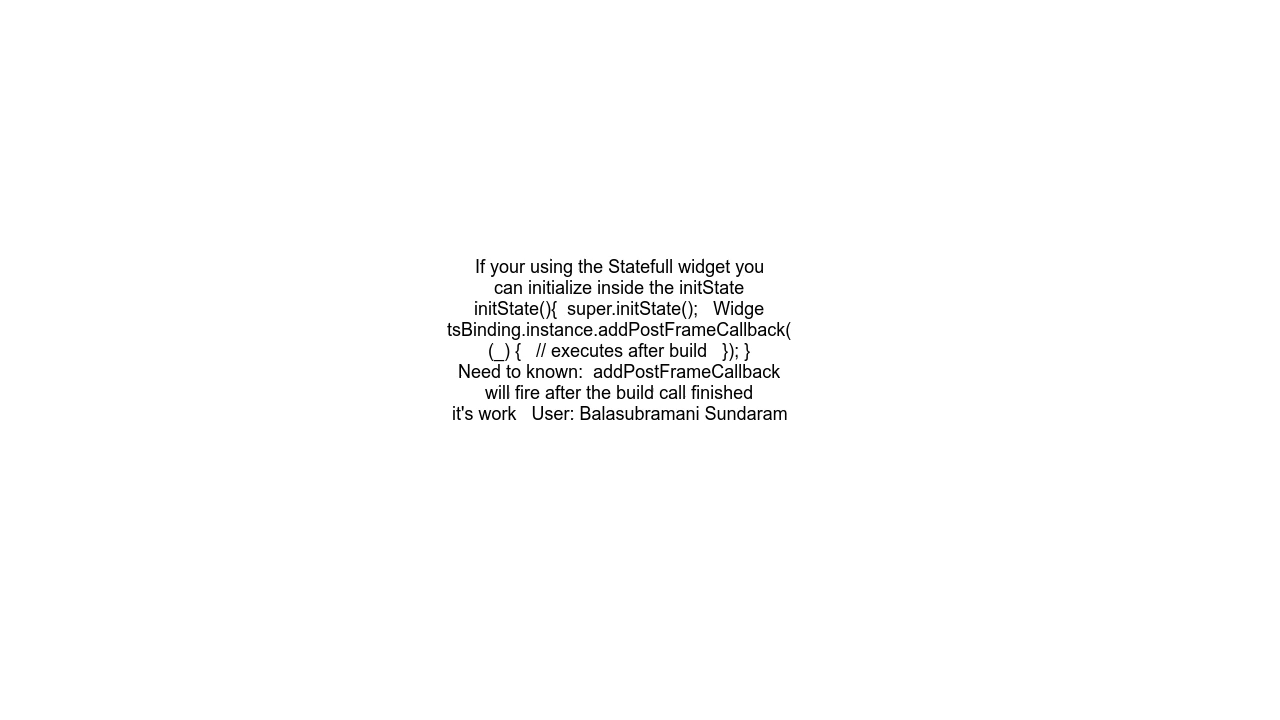 If your using the Statefull widget you
can initialize inside the initState
initState(){  super.initState();   Widge
tsBinding.instance.addPostFrameCallback(
(_) {   // executes after build   }); }
Need to known:  addPostFrameCallback
will fire after the build call finished
it's work   User: Balasubramani Sundaram